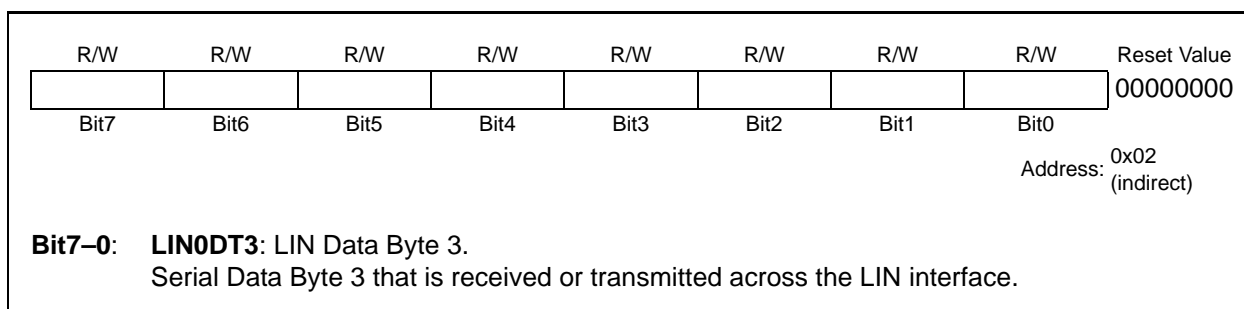 R/W R/W R/W R/W R/W R/W R/W R/W Reset Value
00000000
Bit7 Bit6 Bit5 Bit4 Bit3 Bit2 Bit1 Bit0
Address: 0x02
(indirect)
Bit7–0: LIN0DT3: LIN Data Byte 3.
Serial Data Byte 3 that is received or transmitted across the LIN interface.